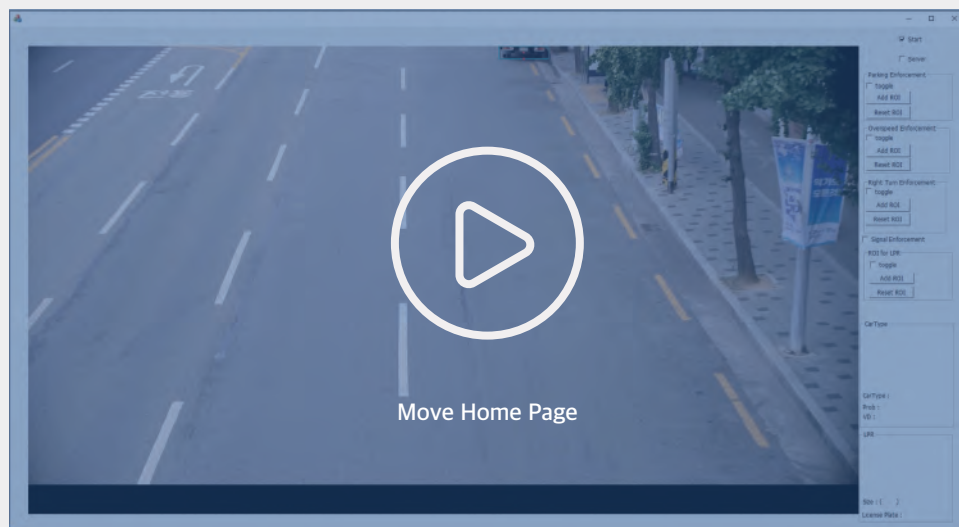 Start
Server
Parking Enforcement
toggle
Add ROI
Reset ROI
Overspeed Enforcement
toggle
Add ROI
Reset ROI
Right Turn Enforcement
toggle
Add ROI
Reset ROI
Signal Enforcement
ROI for LPR
toggle
Add ROI
Reset ROI
Move Home Page
CarType
CarType :
Prob :
VID :
LPR
Size : [ , ]
License Plate :